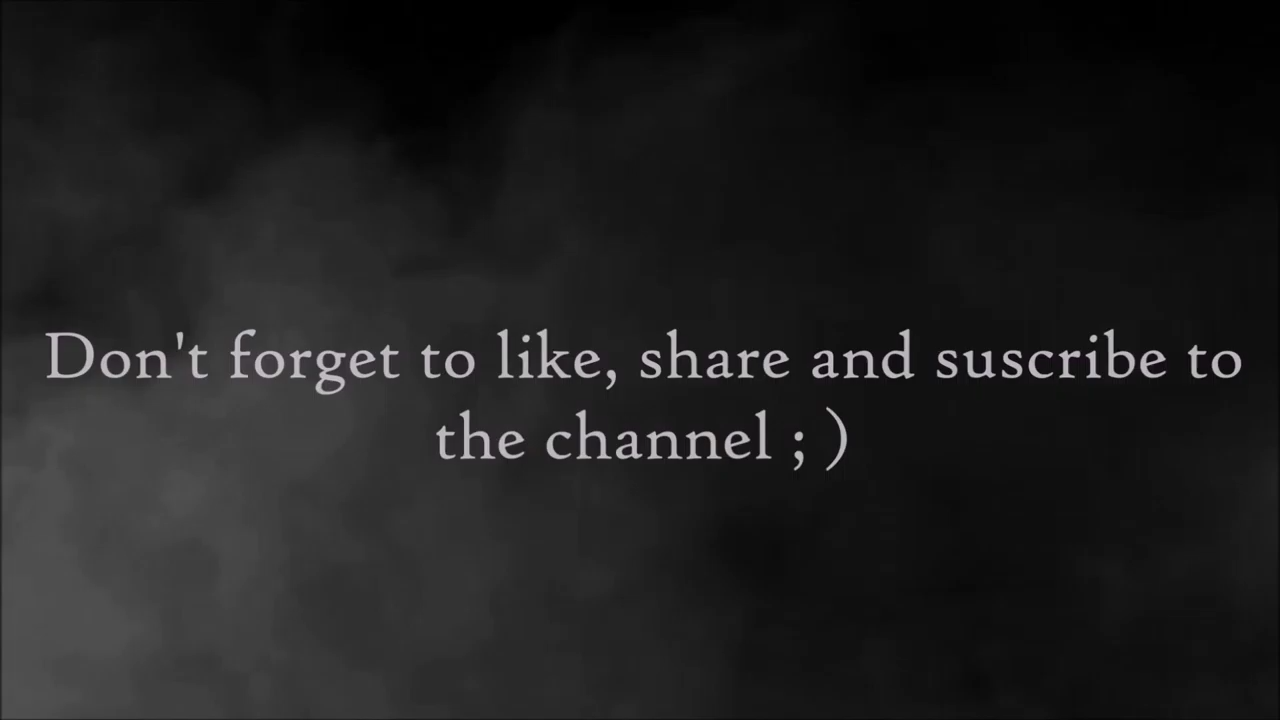 Don't forget to like, share and suscribe to
the channel ; )